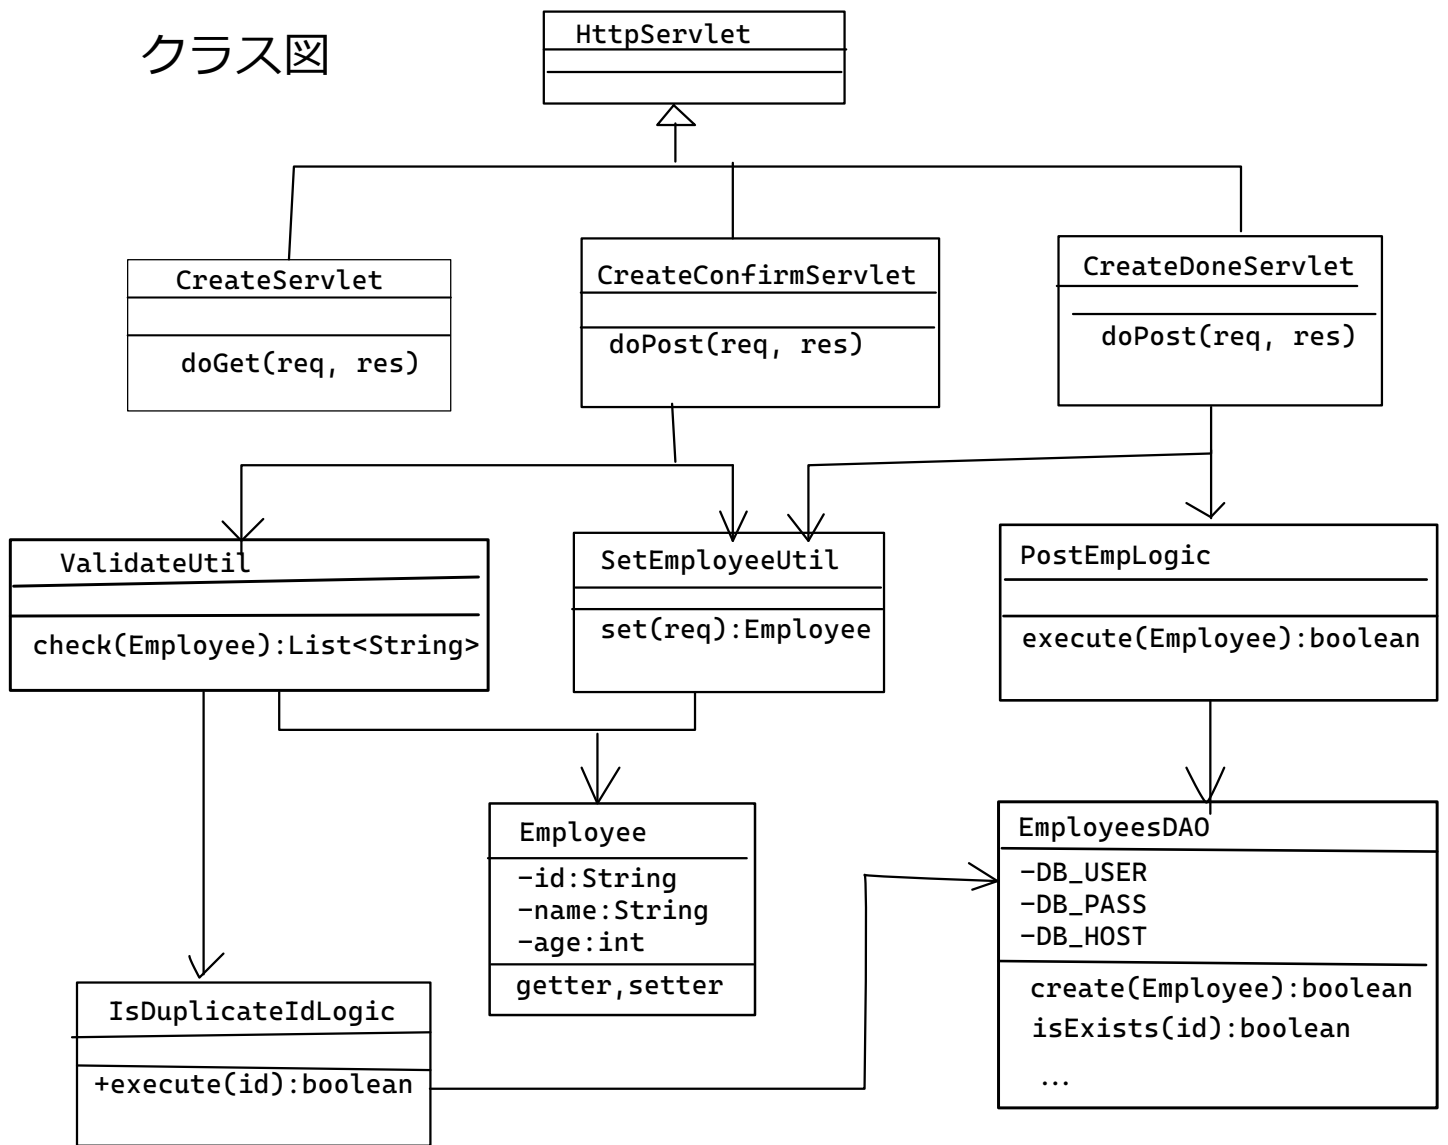 クラス図
HttpServlet
CreateServlet
doGet(req, res)
CreateConfirmServlet
doPost(req, res)
CreateDoneServlet
doPost(req, res)
ValidateUtil
check(Employee):List<String>
SetEmployeeUtil
set(req):Employee
PostEmpLogic
execute(Employee):boolean
Employee
-id:String
-name:String
-age:int
getter,setter
EmployeesDAO
-DB_USER
-DB_PASS
-DB_HOST
create(Employee):boolean
isExists(id):boolean
...
IsDuplicateIdLogic
+execute(id):boolean